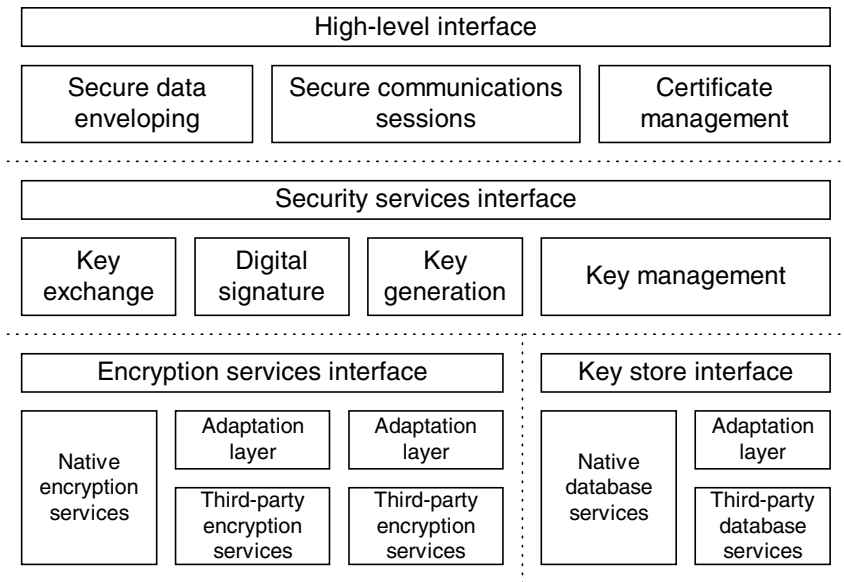 High-level interface
Secure data
enveloping
Secure communications
sessions
Certificate
management
Security services interface
Key
exchange
Digital
signature
Key
generation
Key management
Encryption services interface
Key store interface
Native
encryption
services
Adaptation
layer
Adaptation
layer
Third-party
encryption
services
Third-party
encryption
services
Native
database
services
Adaptation
layer
Third-party
database
services